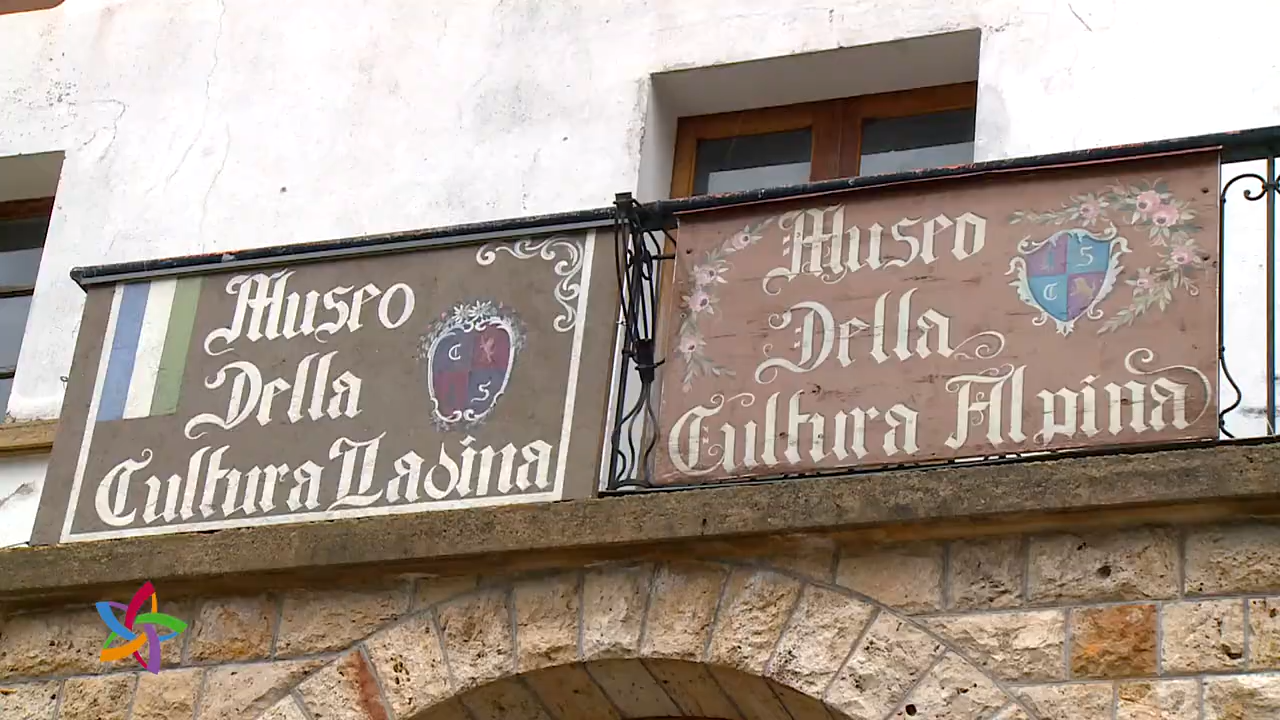 Museo
Della
Cultura Ladina
C
S
Museo
Della
Cultura Alpina
S
C